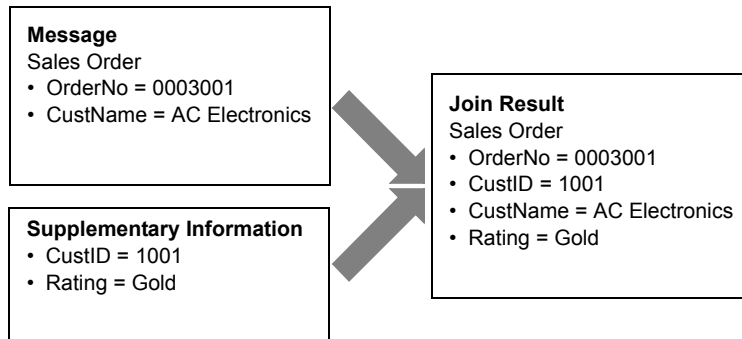 Message
Sales Order
• OrderNo = 0003001
• CustName = AC Electronics
Supplementary Information
• CustID = 1001
• Rating = Gold
Join Result
Sales Order
• OrderNo = 0003001
• CustID = 1001
• CustName = AC Electronics
• Rating = Gold